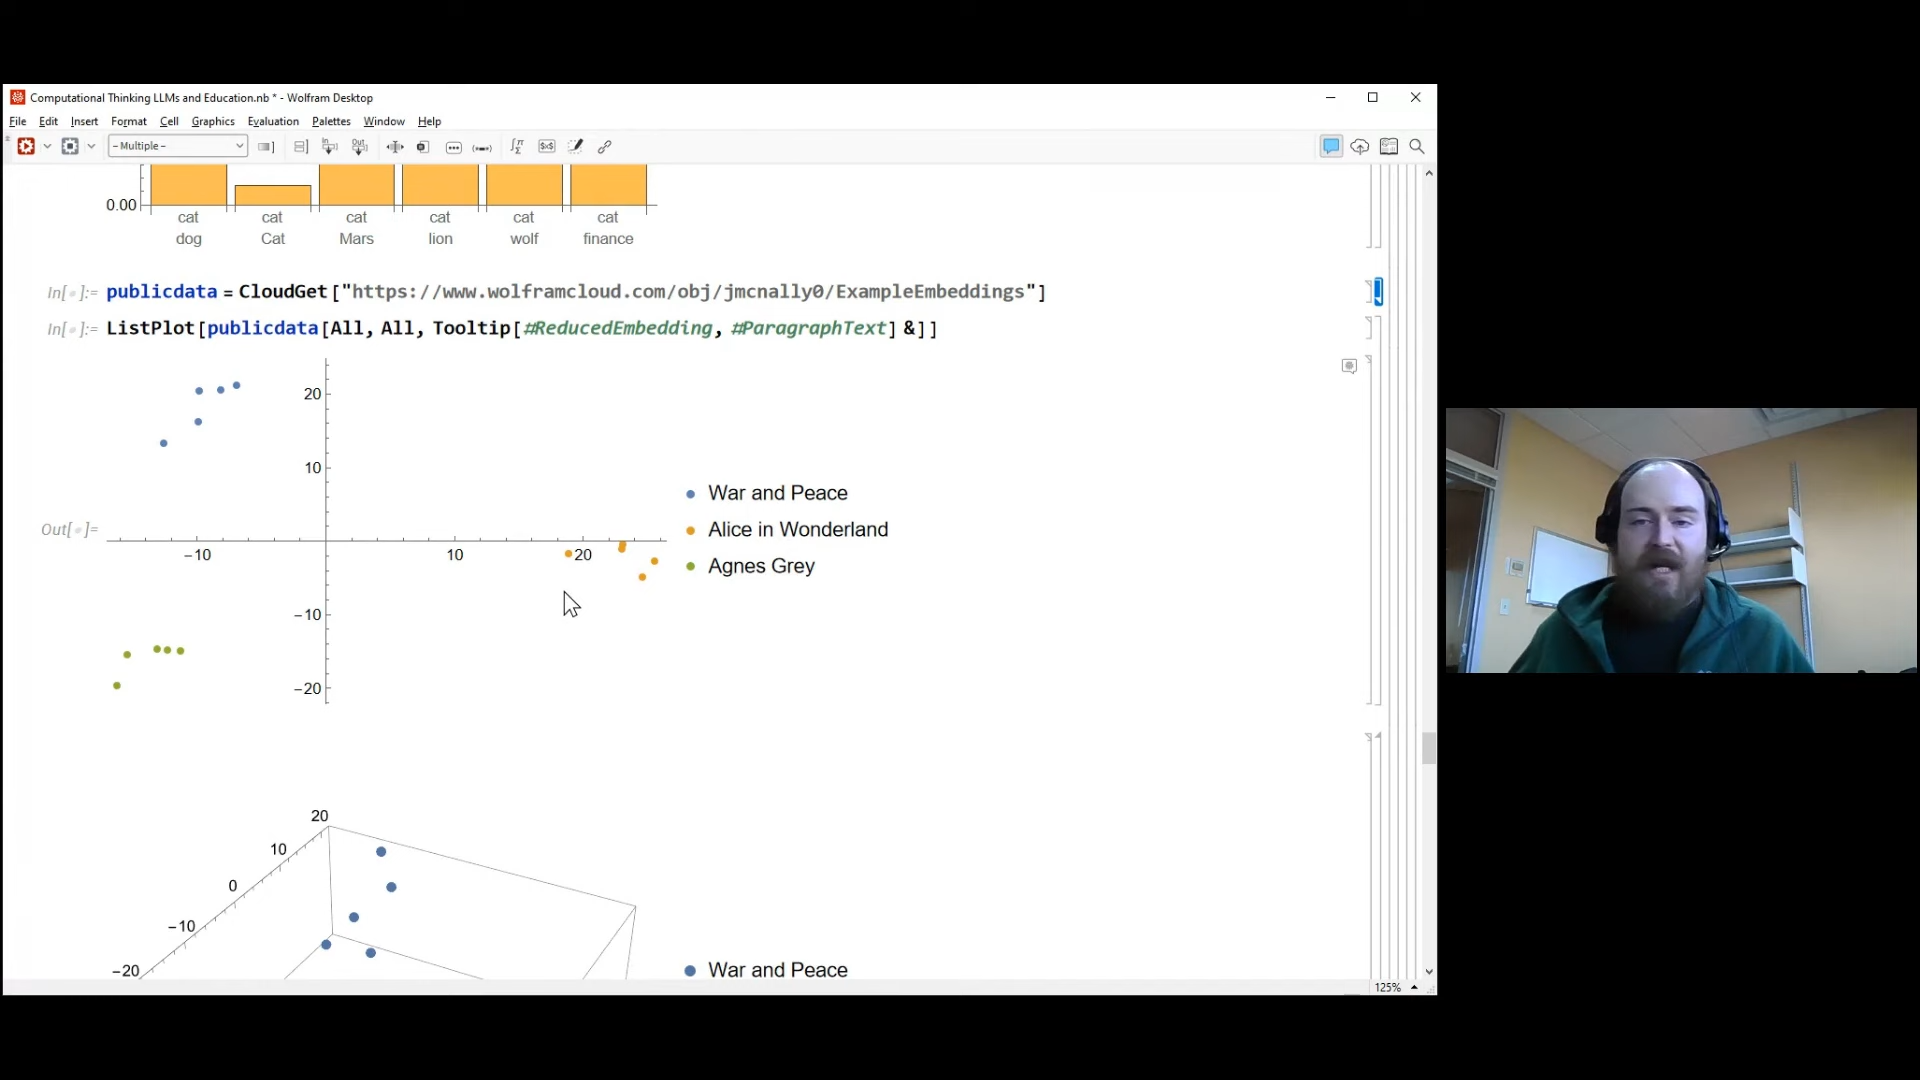 Computational Thinking LLMs and Education.nb * - Wolfram Desktop
File Edit Insert Format Cell Graphics Evaluation Palettes Window Help
- Multiple -
0.00
cat cat cat cat cat cat
dog Cat Mars lion wolf finance
In[ ]:= publicdata = CloudGet["https://www.wolframcloud.com/obj/jmcnally0/ExampleEmbeddings"]
In[ ]:= ListPlot[publicdata[All, All, Tooltip[#ReducedEmbedding, #ParagraphText] &]]
20
10
War and Peace
Out[ ]=
Alice in Wonderland
-10 10 20
Agnes Grey
-10
-20
20
10
0
-10
-20
War and Peace
125%